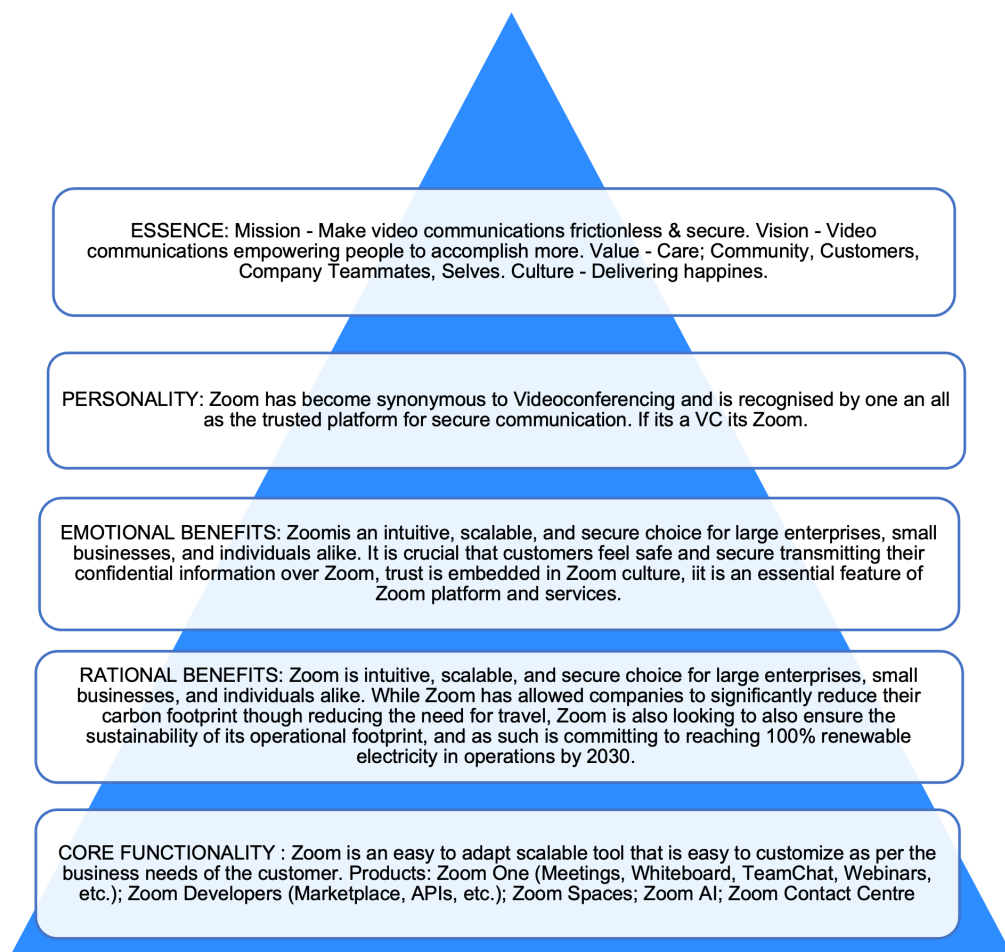 ESSENCE: Mission - Make video communications frictionless & secure. Vision - Video
communications empowering people to accomplish more. Value - Care; Community, Customers,
Company Teammates, Selves. Culture - Delivering happines.
PERSONALITY: Zoom has become synonymous to Videoconferencing and is recognised by one an all
as the trusted platform for secure communication. If its a VC its Zoom.
EMOTIONAL BENEFITS: Zoomis an intuitive, scalable, and secure choice for large enterprises, small
businesses, and individuals alike. It is crucial that customers feel safe and secure transmitting their
confidential information over Zoom, trust is embedded in Zoom culture, iit is an essential feature of
Zoom platform and services.
RATIONAL BENEFITS: Zoom is intuitive, scalable, and secure choice for large enterprises, small
businesses, and individuals alike. While Zoom has allowed companies to significantly reduce their
carbon footprint though reducing the need for travel, Zoom is also looking to also ensure the
sustainability of its operational footprint, and as such is committing to reaching 100% renewable
electricity in operations by 2030.
CORE FUNCTIONALITY : Zoom is an easy to adapt scalable tool that is easy to customize as per the
business needs of the customer. Products: Zoom One (Meetings, Whiteboard, TeamChat, Webinars,
etc.); Zoom Developers (Marketplace, APIs, etc.); Zoom Spaces; Zoom AI; Zoom Contact Centre